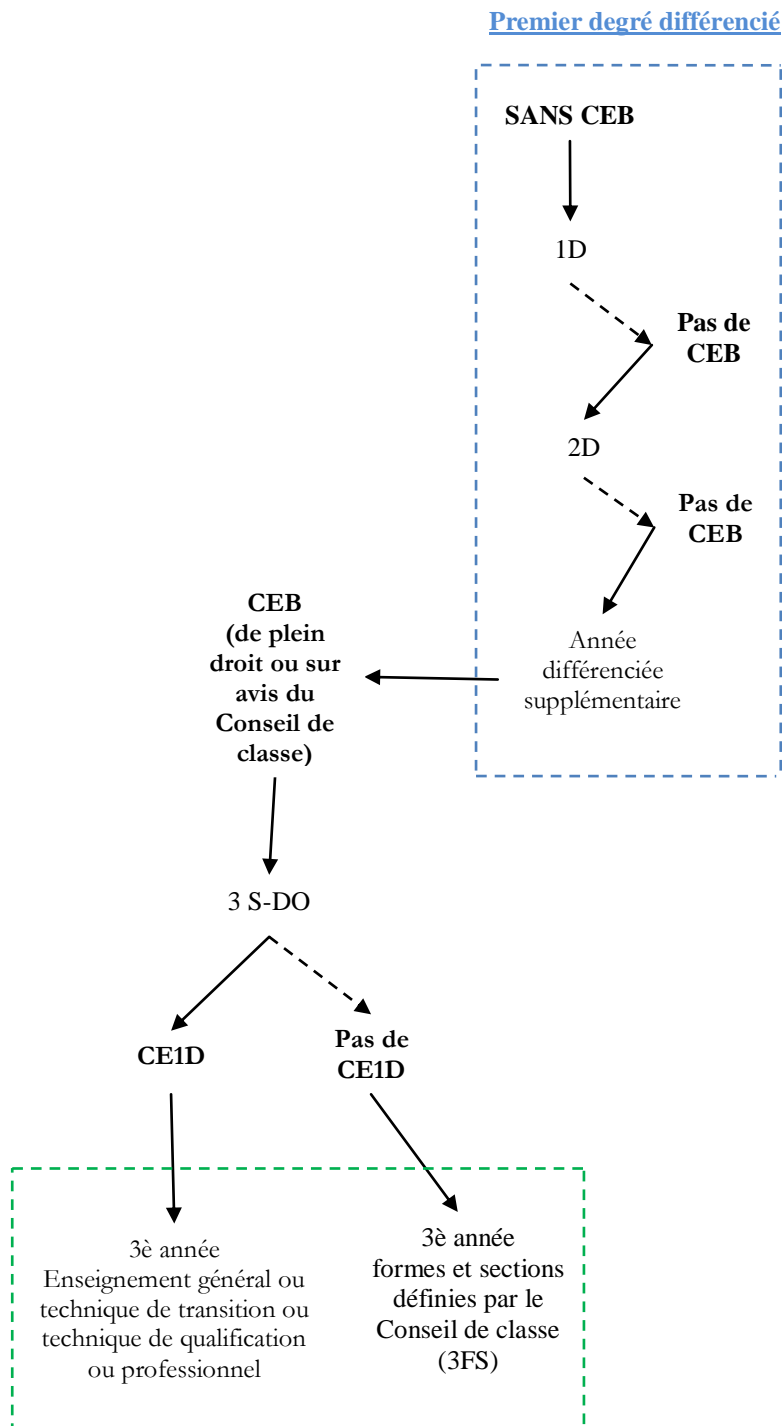 Premier degré différencié
SANS CEB
1D
Pas de
CEB
2D
Pas de
CEB
Année
différenciée
supplémentaire
CEB
(de plein
droit ou sur
avis du
Conseil de
classe)
3 S-DO
CE1D
Pas de
CE1D
3è année
Enseignement général ou
technique de transition ou
technique de qualification
ou professionnel
3è année
formes et sections
définies par le
Conseil de classe
(3FS)